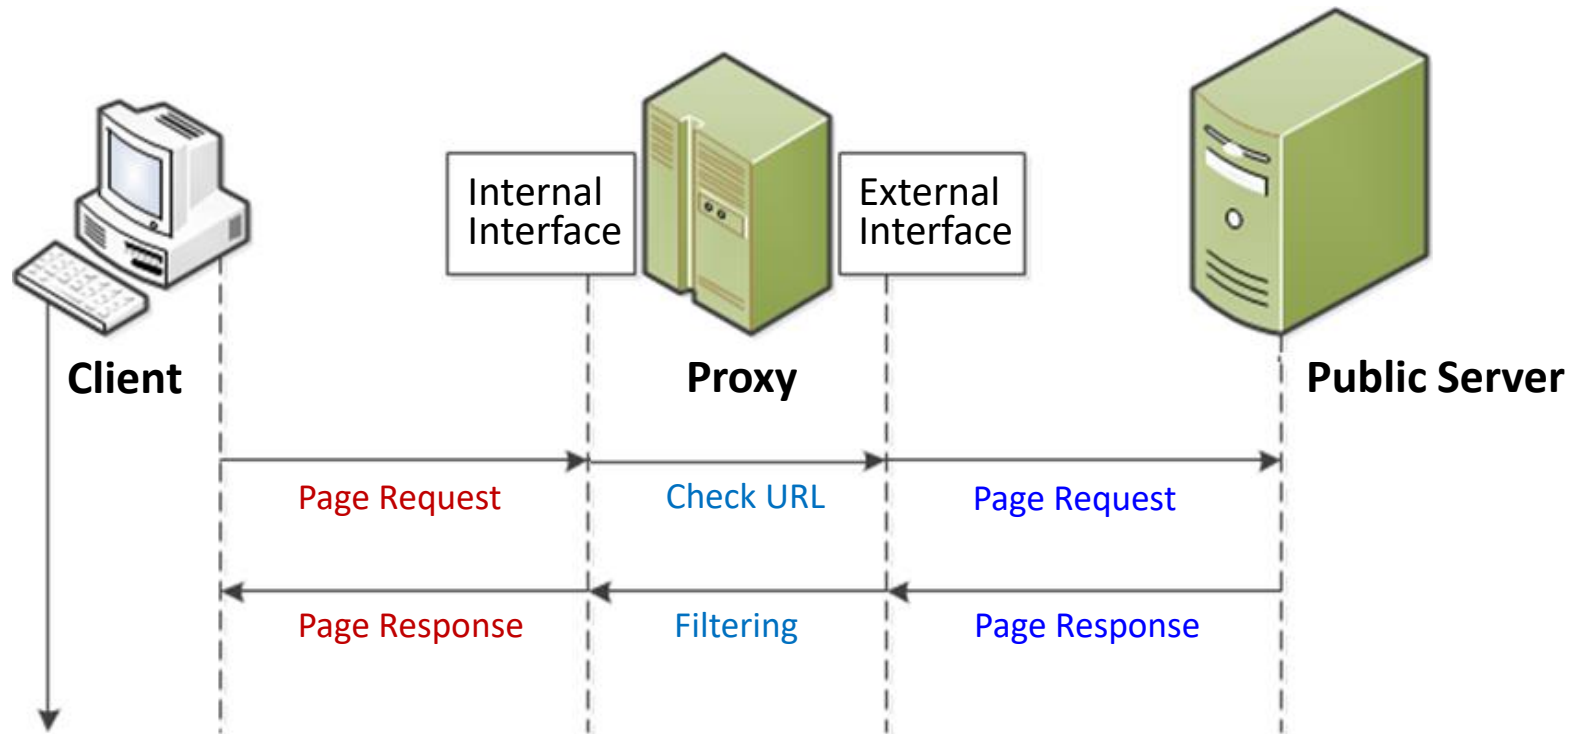 Internal
Interface
External
Interface
Client
Proxy
Public Server
Page Request
Check URL
Page Request
Page Response
Filtering
Page Response